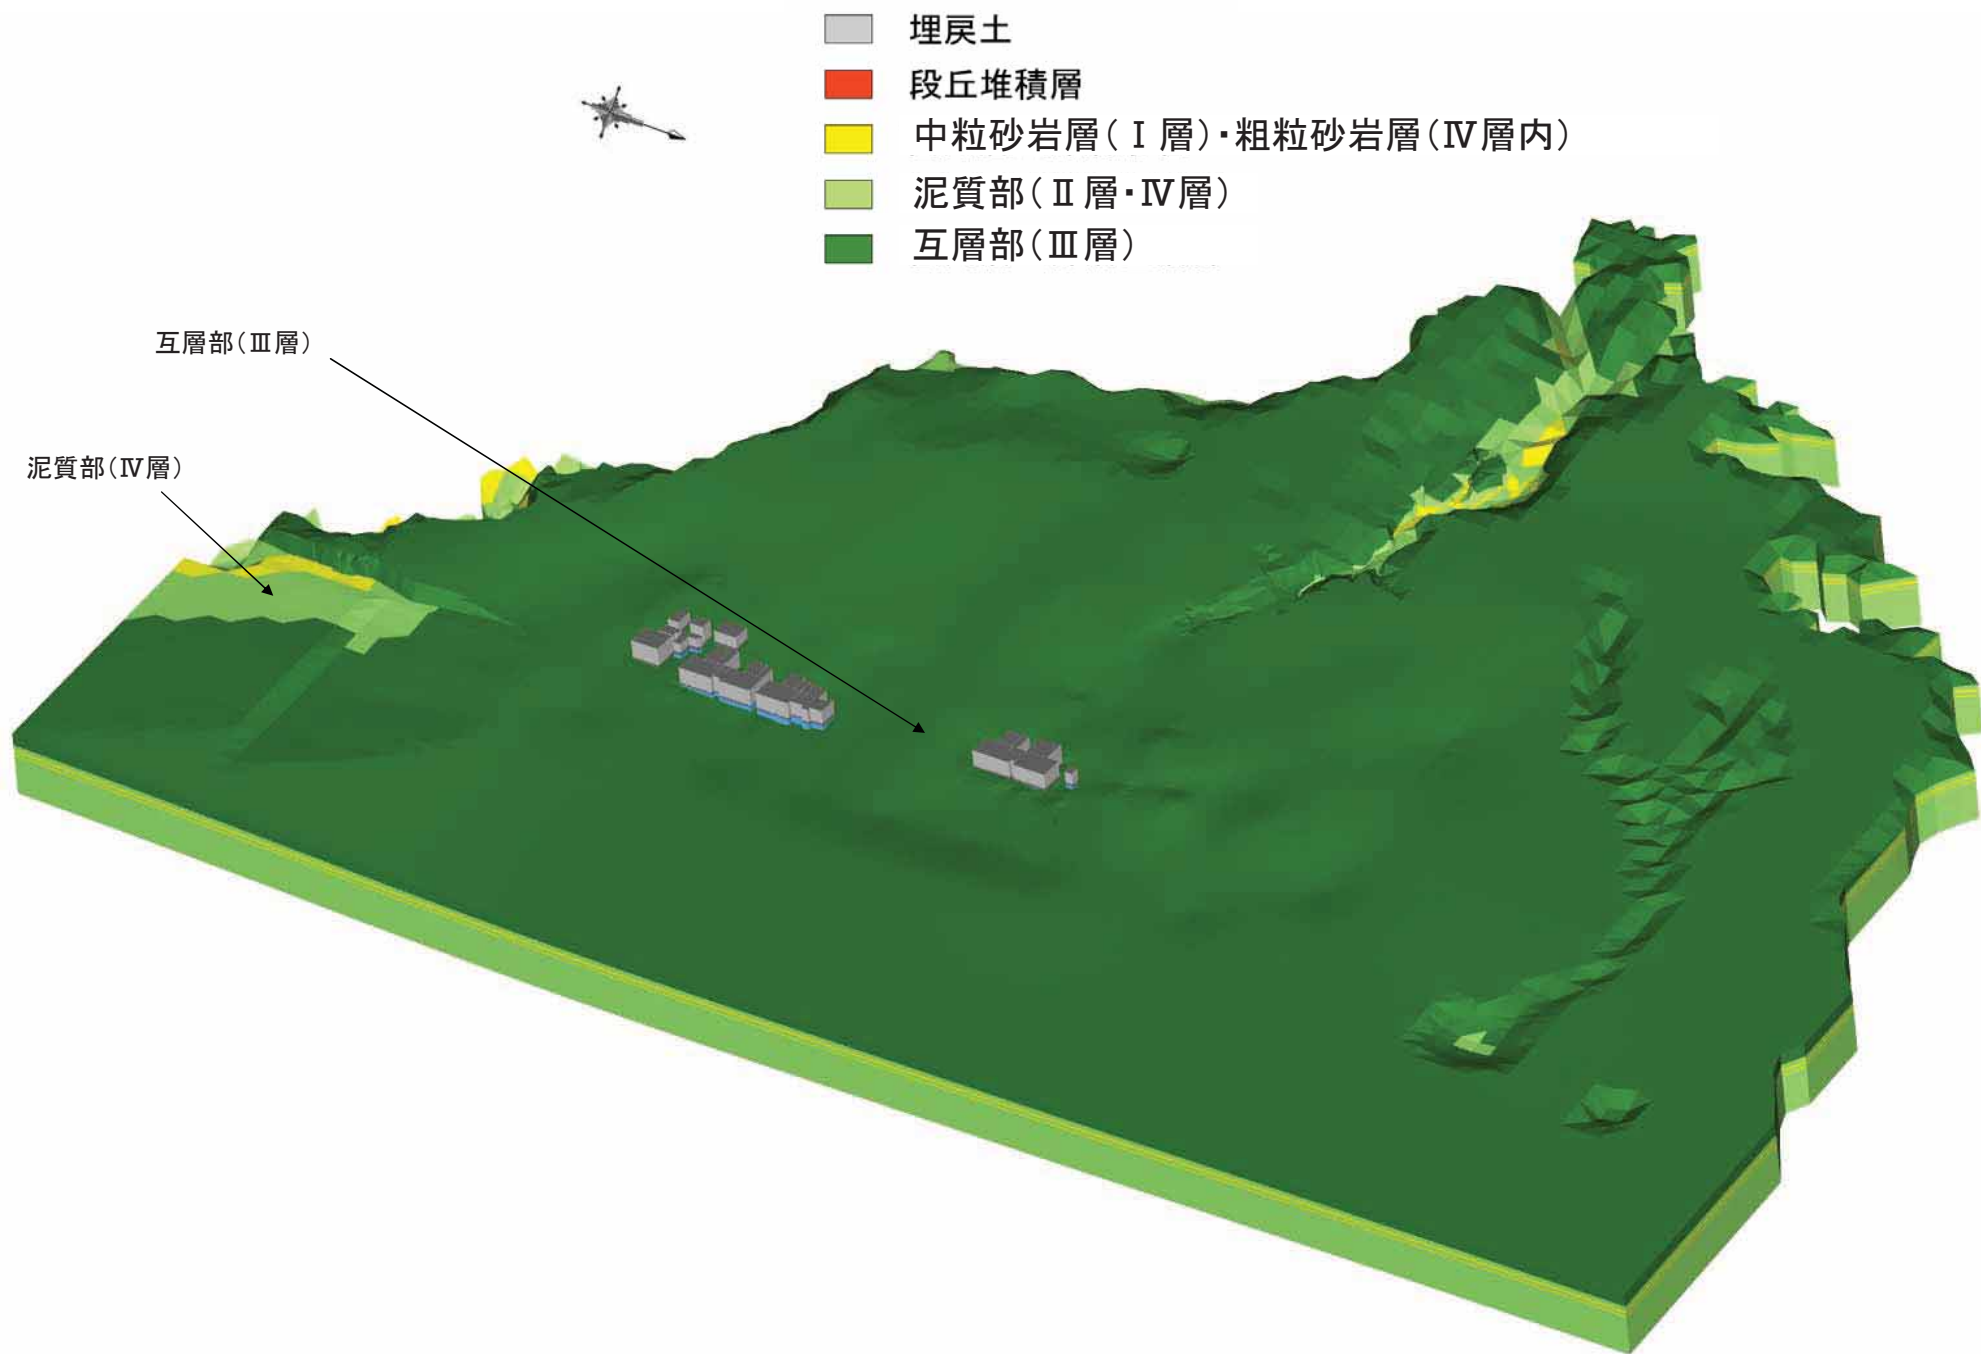 埋戻土
段丘堆積層
中粒砂岩層（Ⅰ層）・粗粒砂岩層（Ⅳ層内）
泥質部（Ⅱ層・Ⅳ層）
互層部（Ⅲ層）
互層部（Ⅲ層）
泥質部（Ⅳ層）